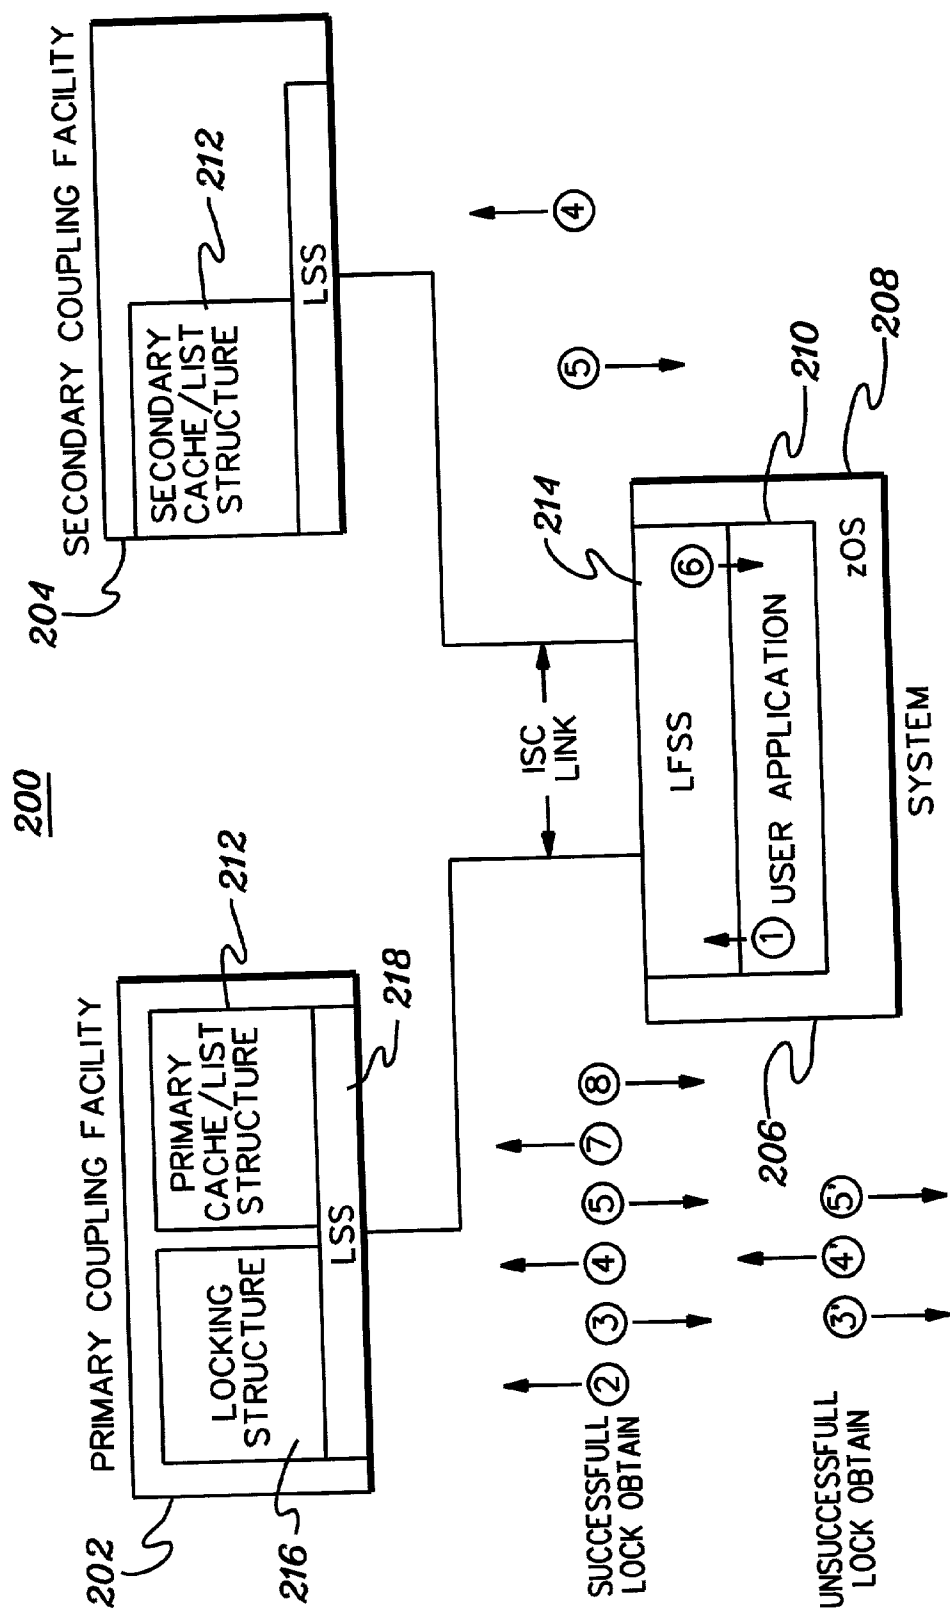 200
PRIMARY COUPLING FACILITY
202
LOCKING
STRUCTURE
216
PRIMARY
CACHE/LIST
STRUCTURE
212
LSS
218
SECONDARY COUPLING FACILITY
204
SECONDARY
CACHE/LIST
STRUCTURE
212
LSS
ISC
LINK
SUCCESSFULL
LOCK OBTAIN
2
3
4
5
7
8
5
4
UNSUCCESSFULL
LOCK OBTAIN
3'
4'
5'
206
214
LFSS
6
1
USER APPLICATION
210
zOS
208
SYSTEM